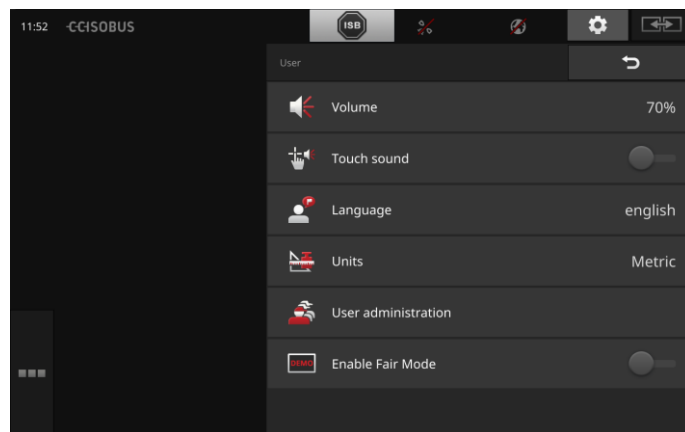 11:52 CCISOBUS
ISB
User
Volume 70%
Touch sound
Language english
Units Metric
User administration
DEMO Enable Fair Mode